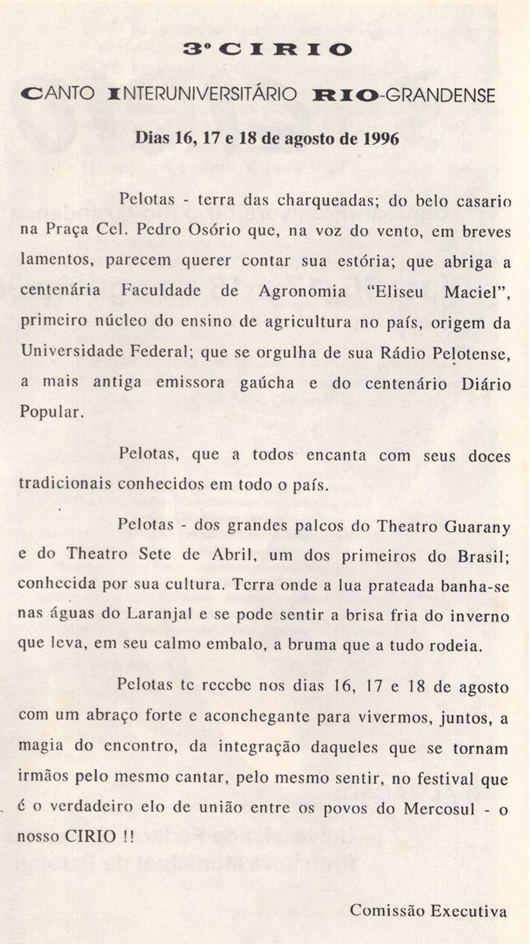 3º CIRIO
CANTO INTERUNIVERSITÁRIO RIO-GRANDENSE
Dias 16, 17 e 18 de agosto de 1996
Pelotas - terra das charqueadas; do belo casario
na Praça Cel. Pedro Osório que, na voz do vento, em breves
lamentos, parecem querer contar sua estória; que abriga a
centenária Faculdade de Agronomia “Eliseu Maciel”,
primeiro núcleo do ensino de agricultura no país, origem da
Universidade Federal; que se orgulha de sua Rádio Pelotense,
a mais antiga emissora gaúcha e do centenário Diário
Popular.
Pelotas, que a todos encanta com seus doces
tradicionais conhecidos em todo o país.
Pelotas - dos grandes palcos do Theatro Guarany
e do Theatro Sete de Abril, um dos primeiros do Brasil;
conhecida por sua cultura. Terra onde a lua prateada banha-se
nas águas do Laranjal e se pode sentir a brisa fria do inverno
que leva, em seu calmo embalo, a bruma que a tudo rodeia.
Pelotas te recebe nos dias 16, 17 e 18 de agosto
com um abraço forte e aconchegante para vivermos, juntos, a
magia do encontro, da integração daqueles que se tornam
irmãos pelo mesmo cantar, pelo mesmo sentir, no festival que
é o verdadeiro elo de união entre os povos do Mercosul - o
nosso CIRIO !!
Comissão Executiva